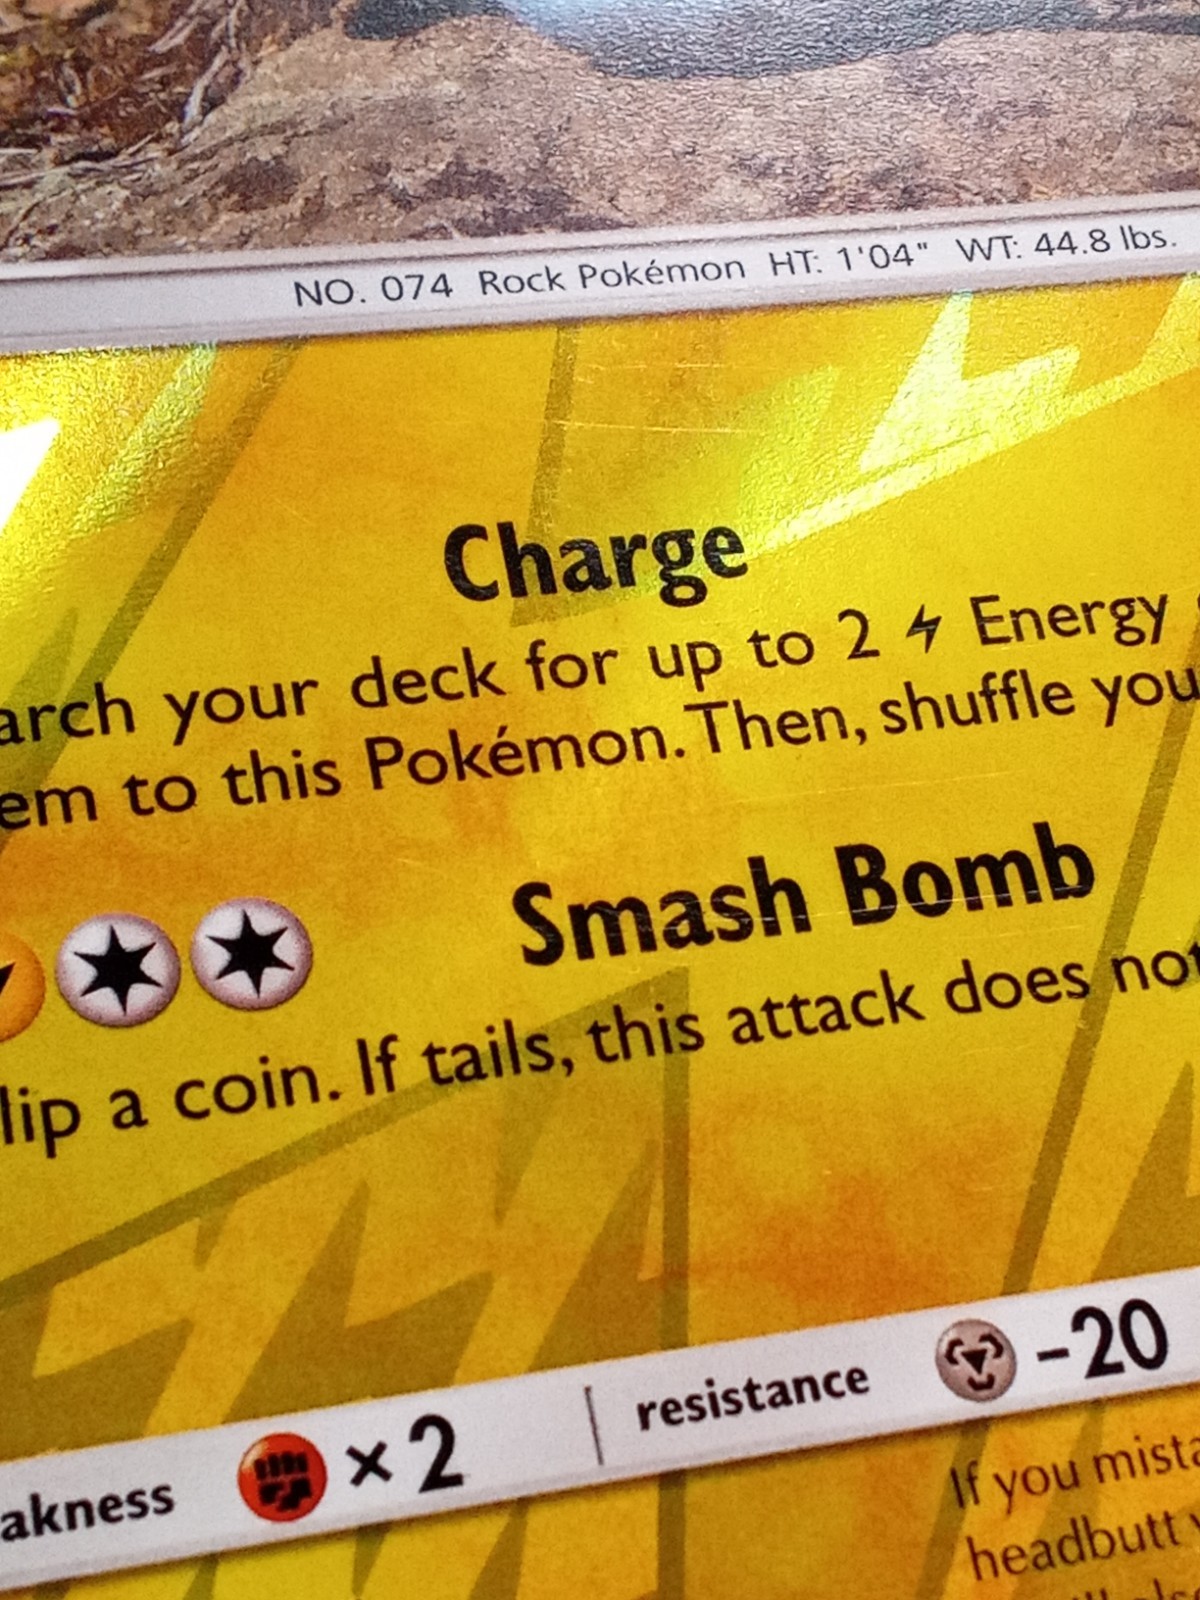 NO. 074 Rock Pokémon HT: 1'04" WT: 44.8 lbs.
Charge
arch your deck for up to 2 Energy
em to this Pokémon. Then, shuffle you
Smash Bomb
lip a coin. If tails, this attack does not
akness ×2 resistance -20
If you mista
headbutt